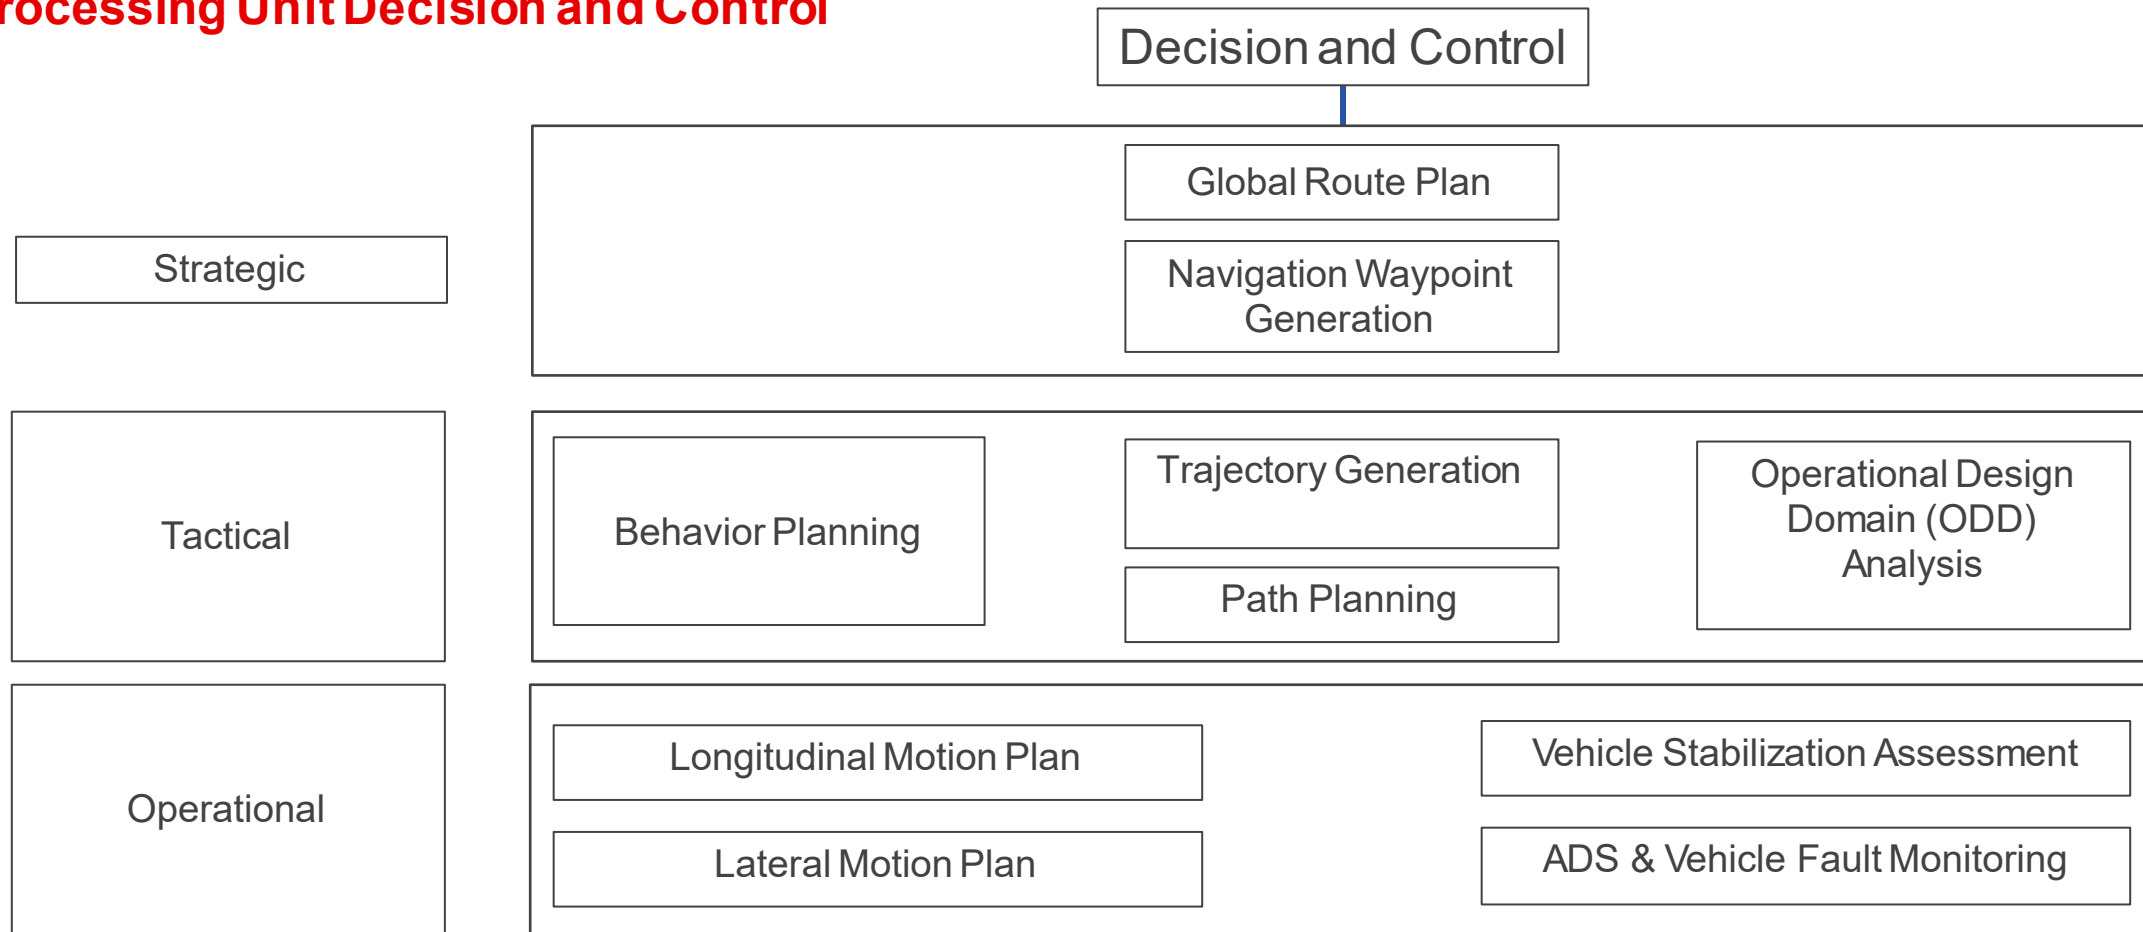 rocessing Unit Decision and Control
Decision and Control
Global Route Plan
Strategic
Navigation Waypoint
Generation
Tactical
Behavior Planning
Trajectory Generation
Path Planning
Operational Design
Domain (ODD)
Analysis
Operational
Longitudinal Motion Plan
Lateral Motion Plan
Vehicle Stabilization Assessment
ADS & Vehicle Fault Monitoring